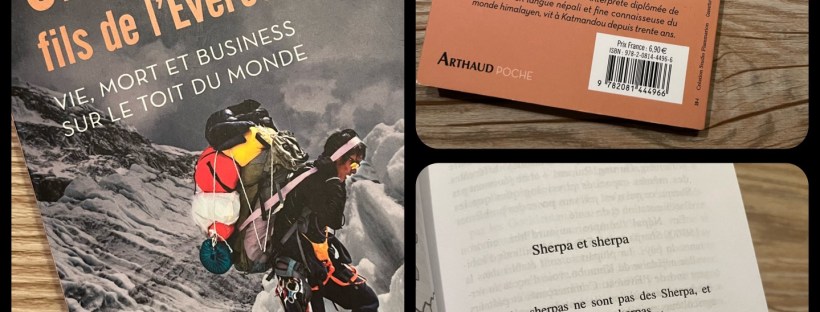 fils de l'Evere
VIE, MORT ET BUSINESS
SUR LE TOIT DU MONDE
interprète diplômée de
langue népali et fine connaisseuse du
monde himalayen, vit à Katmandou depuis trente ans.
Prix France : 6,90 €
ISBN : 978-2-0814-4496-6
9 782081 444966
ARTHAUD POCHE
Sherpa et sherpa
sherpas ne sont pas des Sherpa, et